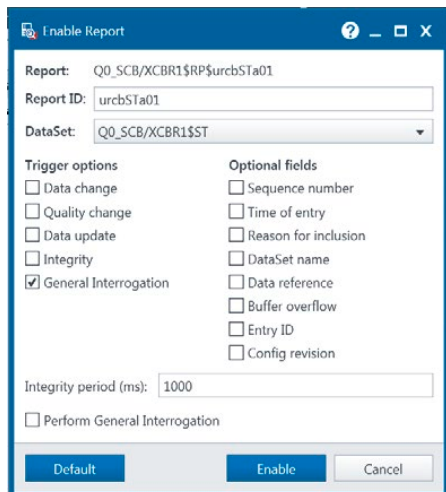 Enable Report
Report: Q0_SCB/XCBR1$RP$urcbSTa01
Report ID: urcbSTa01
DataSet: Q0_SCB/XCBR1$ST
Trigger options
Data change
Quality change
Data update
Integrity
General Interrogation
Optional fields
Sequence number
Time of entry
Reason for inclusion
DataSet name
Data reference
Buffer overflow
Entry ID
Config revision
Integrity period (ms): 1000
Perform General Interrogation
Default Enable Cancel